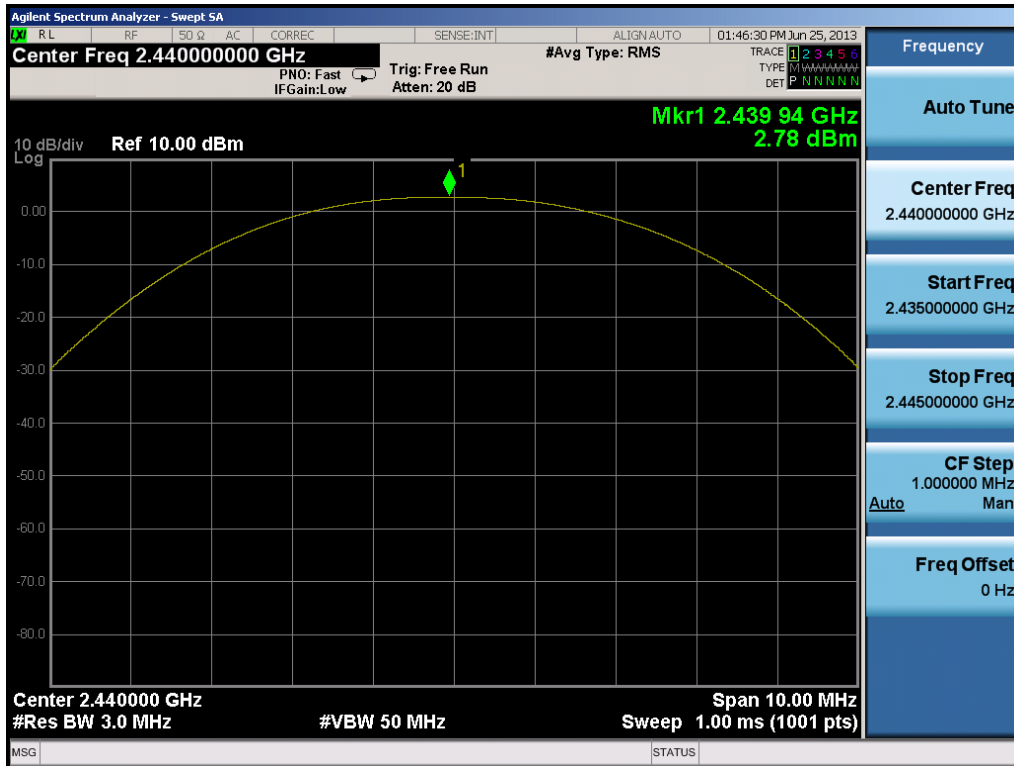 Agilent Spectrum Analyzer - Swept SA
LXI RL RF 50 Ω AC CORREC SENSE:INT ALIGN AUTO 01:46:30 PM Jun 25, 2013
Center Freq 2.440000000 GHz
PNO: Fast
IFGain:Low
Trig: Free Run
Atten: 20 dB
#Avg Type: RMS
TRACE 1 2 3 4 5 6
TYPE M WWWWW
DET P N N N N N
Mkr1 2.439 94 GHz
2.78 dBm
10 dB/div Ref 10.00 dBm
Log
1
0.00
-10.0
-20.0
-30.0
-40.0
-50.0
-60.0
-70.0
-80.0
Center 2.440000 GHz Span 10.00 MHz
#Res BW 3.0 MHz #VBW 50 MHz Sweep 1.00 ms (1001 pts)
MSG STATUS
Frequency
Auto Tune
Center Freq
2.440000000 GHz
Start Freq
2.435000000 GHz
Stop Freq
2.445000000 GHz
CF Step
1.000000 MHz
Auto Man
Freq Offset
0 Hz